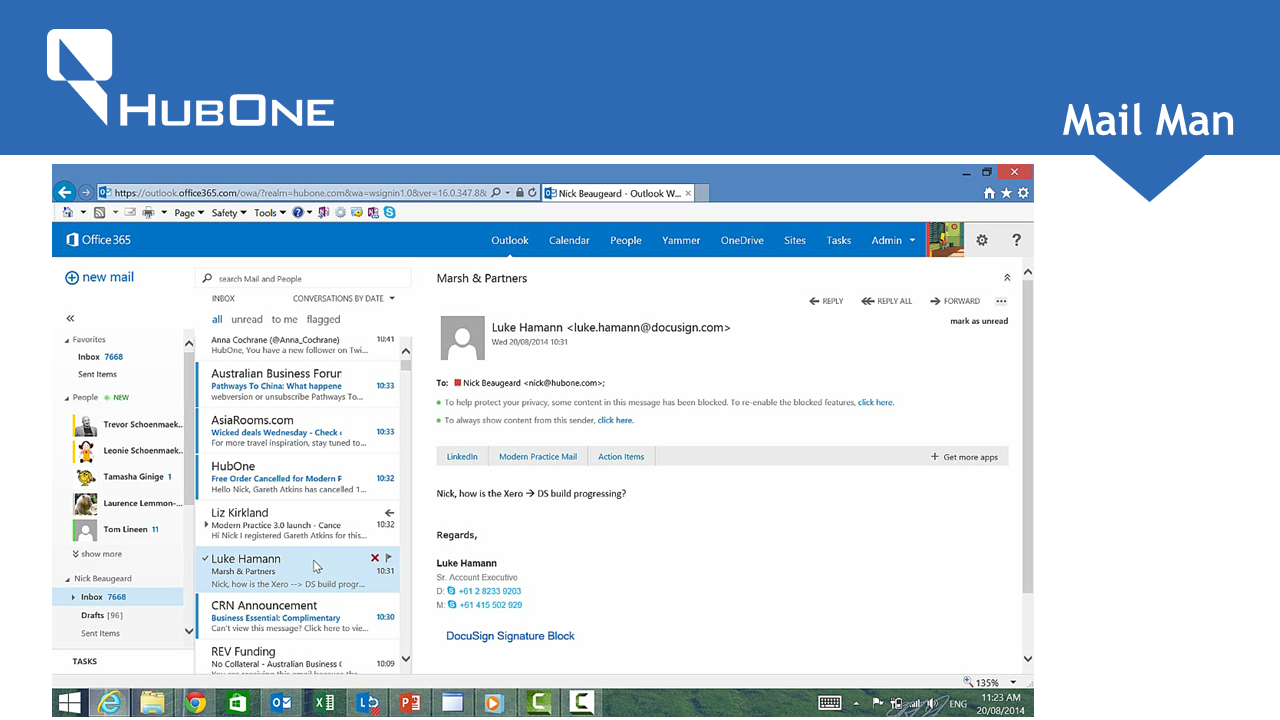 HUBONE
Mail Man
https://outlook.office365.com/owa/?realm=hubone.com&wa=wsignin1.0&ver=16.0.347.8&
Nick Beaugeard - Outlook W...
Page Safety Tools
Office 365
Outlook Calendar People Yammer OneDrive Sites Tasks Admin
new mail
Favorites
Inbox 7668
Sent Items
People NEW
Trevor Schoenmaek..
Leonie Schoenmaek..
Tamasha Ginige 1
Laurence Lemmon-...
Tom Lineen 11
show more
Nick Beaugeard
Inbox 7668
Drafts [96]
Sent Items
TASKS
search Mail and People
INBOX CONVERSATIONS BY DATE
all unread to me flagged
Anna Cochrane (@Anna_Cochrane) 10:41
HubOne, You have a new follower on Twi...
Australian Business Forur
Pathways To China: What happene 10:33
webversion or unsubscribe Pathways To...
AsiaRooms.com
Wicked deals Wednesday - Check 10:33
For more travel inspiration, stay tuned to...
HubOne
Free Order Cancelled for Modern P 10:32
Hello Nick, Gareth Atkins has cancelled 1...
Liz Kirkland
Modern Practice 3.0 launch - Cance 10:32
Hi Nick I registered Gareth Atkins for this...
Luke Hamann
Marsh & Partners 10:31
Nick, how is the Xero --> DS build progr...
CRN Announcement
Business Essential: Complimentary 10:30
Can't view this message? Click here to vie...
REV Funding
No Collateral - Australian Business ( 10:09
You are receiving this email because the
Marsh & Partners
REPLY REPLY ALL FORWARD ...
mark as unread
Luke Hamann <luke.hamann@docusign.com>
Wed 20/08/2014 10:31
To: Nick Beaugeard <nick@hubone.com>;
To help protect your privacy, some content in this message has been blocked. To re-enable the blocked features, click here.
To always show content from this sender, click here.
LinkedIn Modern Practice Mail Action Items + Get more apps
Nick, how is the Xero → DS build progressing?
Regards,
Luke Hamann
Sr. Account Executive
D: +61 2 8233 9203
M: +61 415 502 929
DocuSign Signature Block
135%
ENG
11:23 AM
20/08/2014